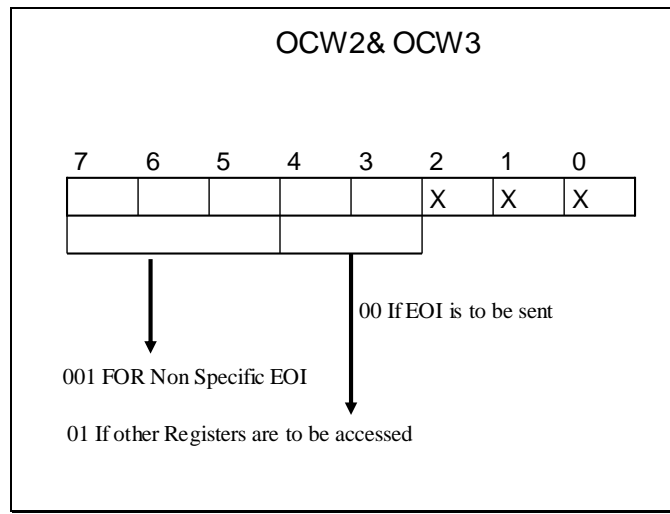 OCW2& OCW3
7 6 5 4 3 2 1 0
X X X
00 If EOI is to be sent
001 FOR Non Specific EOI
01 If other Registers are to be accessed